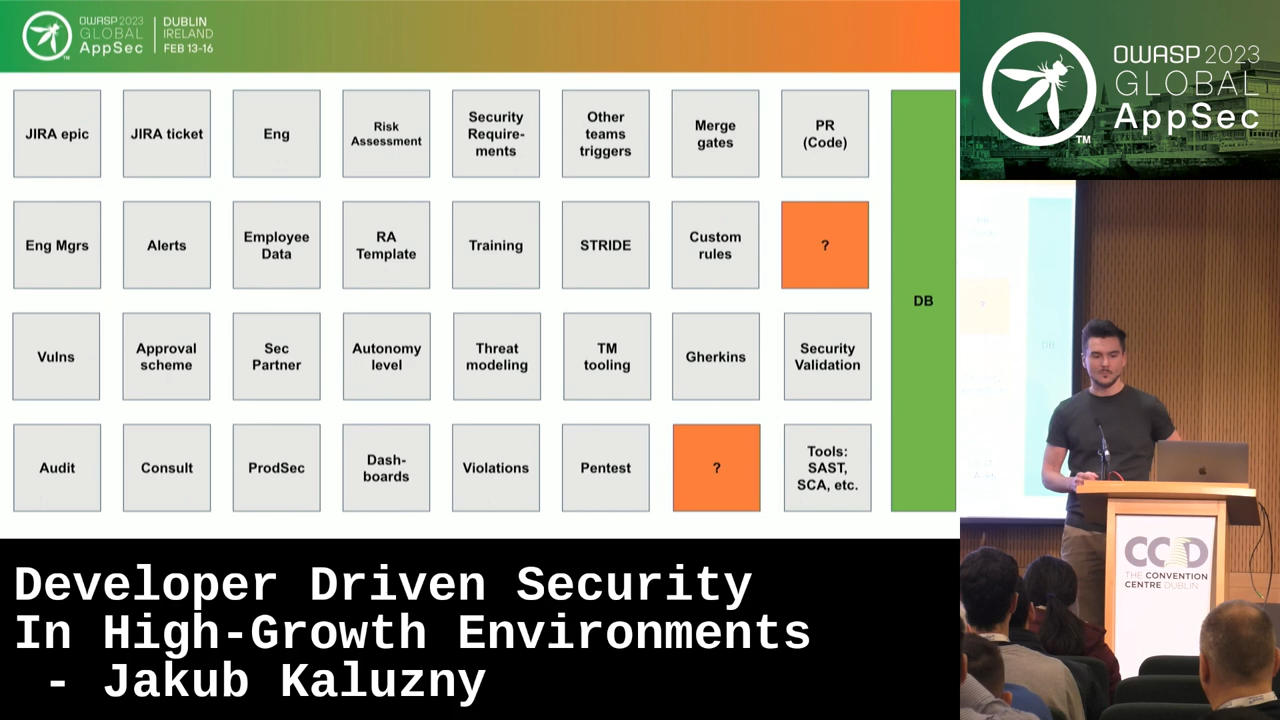 OWASP 2023
GLOBAL
AppSec
DUBLIN
IRELAND
FEB 13-16
TM
JIRA epic
JIRA ticket
Eng
Risk
Assessment
Security
Require-
ments
Other
teams
triggers
Merge
gates
PR
(Code)
Eng Mgrs
Alerts
Employee
Data
RA
Template
Training
STRIDE
Custom
rules
?
DB
Vulns
Approval
scheme
Sec
Partner
Autonomy
level
Threat
modeling
TM
tooling
Gherkins
Security
Validation
Audit
Consult
ProdSec
Dash-
boards
Violations
Pentest
?
Tools:
SAST,
SCA, etc.
Developer Driven Security
In High-Growth Environments
- Jakub Kaluzny
OWASP 2023
GLOBAL
AppSec
TM
?
DB
CCD
THE CONVENTION
CENTRE DUBLIN